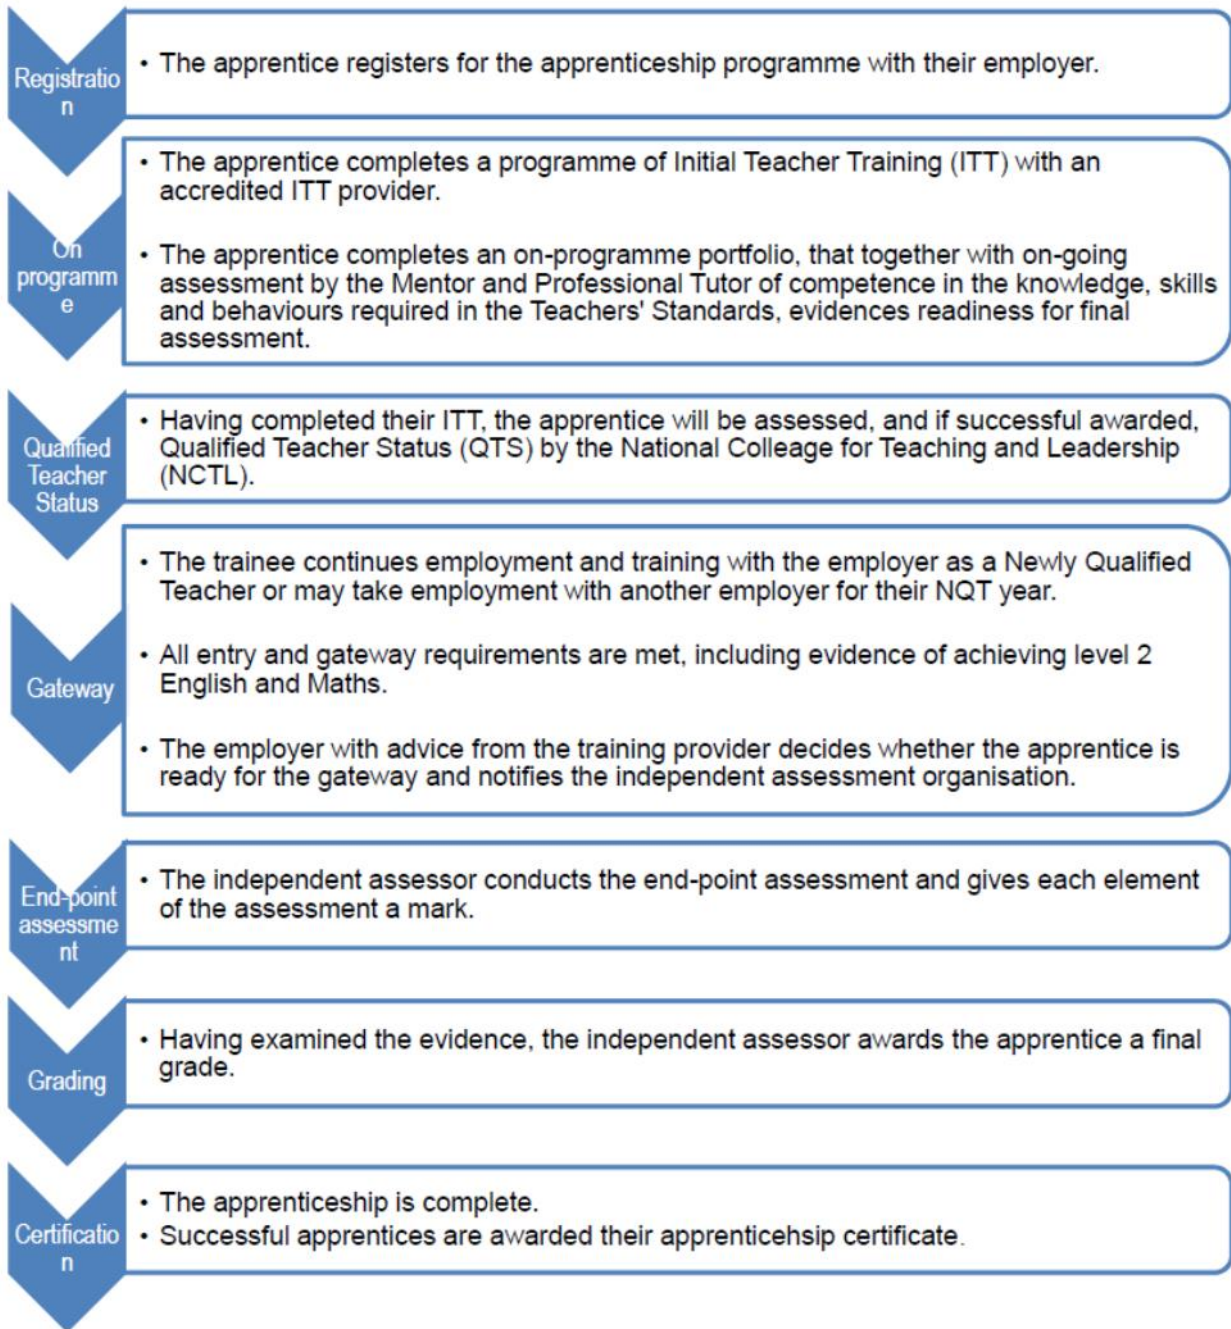 Registratio
n
• The apprentice registers for the apprenticeship programme with their employer.
On
programm
e
• The apprentice completes a programme of Initial Teacher Training (ITT) with an
accredited ITT provider.
• The apprentice completes an on-programme portfolio, that together with on-going
assessment by the Mentor and Professional Tutor of competence in the knowledge, skills
and behaviours required in the Teachers' Standards, evidences readiness for final
assessment.
Qualified
Teacher
Status
• Having completed their ITT, the apprentice will be assessed, and if successful awarded,
Qualified Teacher Status (QTS) by the National Colleage for Teaching and Leadership
(NCTL).
Gateway
• The trainee continues employment and training with the employer as a Newly Qualified
Teacher or may take employment with another employer for their NQT year.
• All entry and gateway requirements are met, including evidence of achieving level 2
English and Maths.
• The employer with advice from the training provider decides whether the apprentice is
ready for the gateway and notifies the independent assessment organisation.
End-point
assessme
nt
• The independent assessor conducts the end-point assessment and gives each element
of the assessment a mark.
Grading
• Having examined the evidence, the independent assessor awards the apprentice a final
grade.
Certificatio
n
• The apprenticeship is complete.
• Successful apprentices are awarded their apprenticehsip certificate.